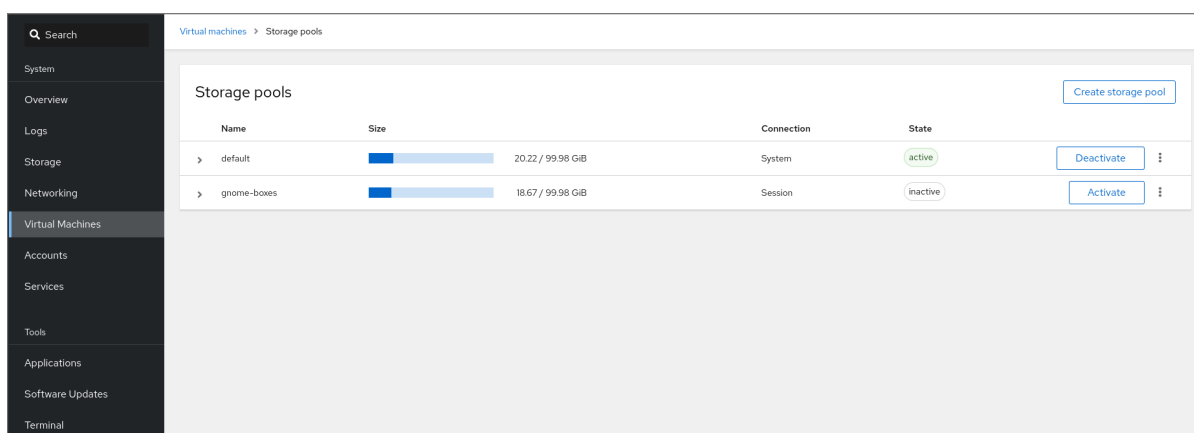 Search
System
Overview
Logs
Storage
Networking
Virtual Machines
Accounts
Services
Tools
Applications
Software Updates
Terminal
Virtual machines > Storage pools
Storage pools
Create storage pool
Name Size Connection State
default 20.22 / 99.98 GiB System active Deactivate
gnome-boxes 18.67 / 99.98 GiB Session inactive Activate